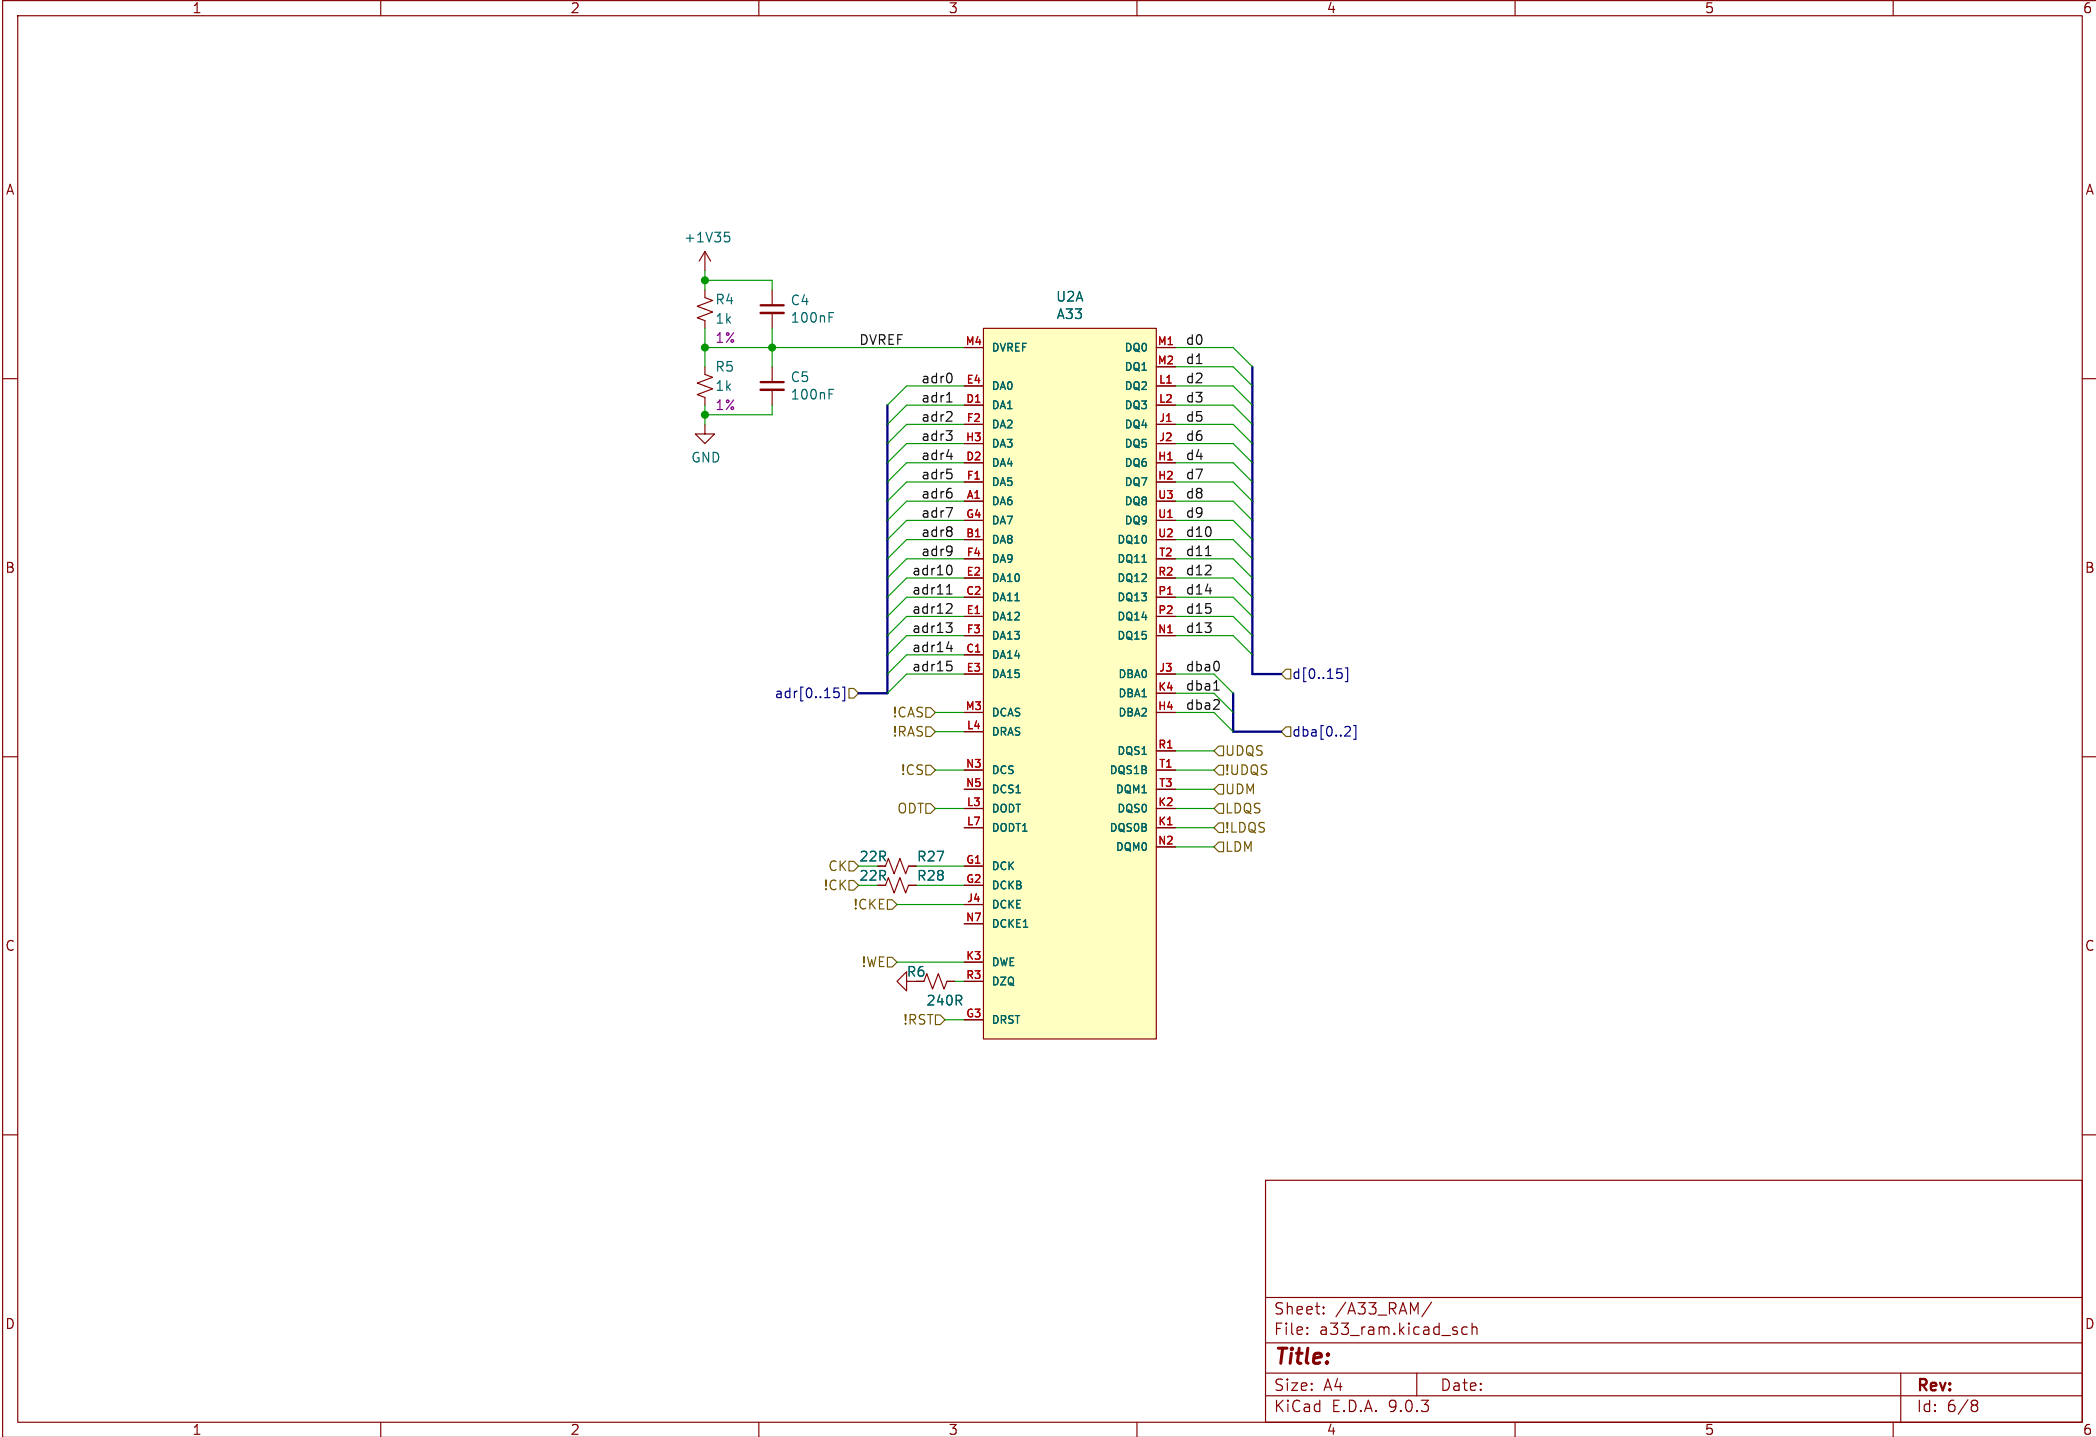 1 2 3 4 5 6
A A
B B
C C
D D
+1V35
R4
1k
1%
C4
100nF
R5
1k
1%
C5
100nF
GND
DVREF
U2A
A33
M4 DVREF
adr0 E4 DA0
adr1 D1 DA1
adr2 F2 DA2
adr3 H3 DA3
adr4 D2 DA4
adr5 F1 DA5
adr6 A1 DA6
adr7 G4 DA7
adr8 B1 DA8
adr9 F4 DA9
adr10 E2 DA10
adr11 C2 DA11
adr12 E1 DA12
adr13 F3 DA13
adr14 C1 DA14
adr15 E3 DA15
adr[0..15]
!CAS M3 DCAS
!RAS L4 DRAS
!CS N3 DCS
N5 DCS1
ODT L3 DODT
L7 DODT1
CK 22R R27 G1 DCK
!CK 22R R28 G2 DCKB
!CKE J4 DCKE
N7 DCKE1
!WE K3 DWE
R6 240R R3 DZQ
!RST G3 DRST
DQ0 M1 d0
DQ1 M2 d1
DQ2 L1 d2
DQ3 L2 d3
DQ4 J1 d5
DQ5 J2 d6
DQ6 H1 d4
DQ7 H2 d7
DQ8 U3 d8
DQ9 U1 d9
DQ10 U2 d10
DQ11 T2 d11
DQ12 R2 d12
DQ13 P1 d14
DQ14 P2 d15
DQ15 N1 d13
d[0..15]
DBA0 J3 dba0
DBA1 K4 dba1
DBA2 H4 dba2
dba[0..2]
DQS1 R1 UDQS
DQS1B T1 !UDQS
DQM1 T3 UDM
DQS0 K2 LDQS
DQS0B K1 !LDQS
DQM0 N2 LDM
Sheet: /A33_RAM/
File: a33_ram.kicad_sch
Title:
Size: A4 Date: Rev:
KiCad E.D.A. 9.0.3 Id: 6/8
1 2 3 4 5 6